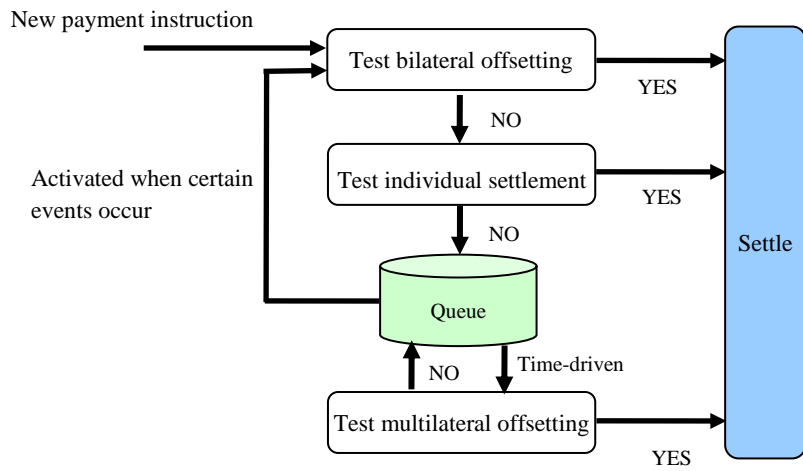 New payment instruction
Test bilateral offsetting
YES
NO
Activated when certain
events occur
Test individual settlement
YES
NO
Settle
Queue
NO
Time-driven
Test multilateral offsetting
YES